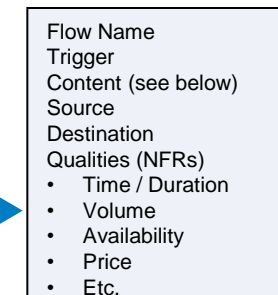 Flow Name
Trigger
Content (see below)
Source
Destination
Qualities (NFRs)
• Time / Duration
• Volume
• Availability
• Price
• Etc.